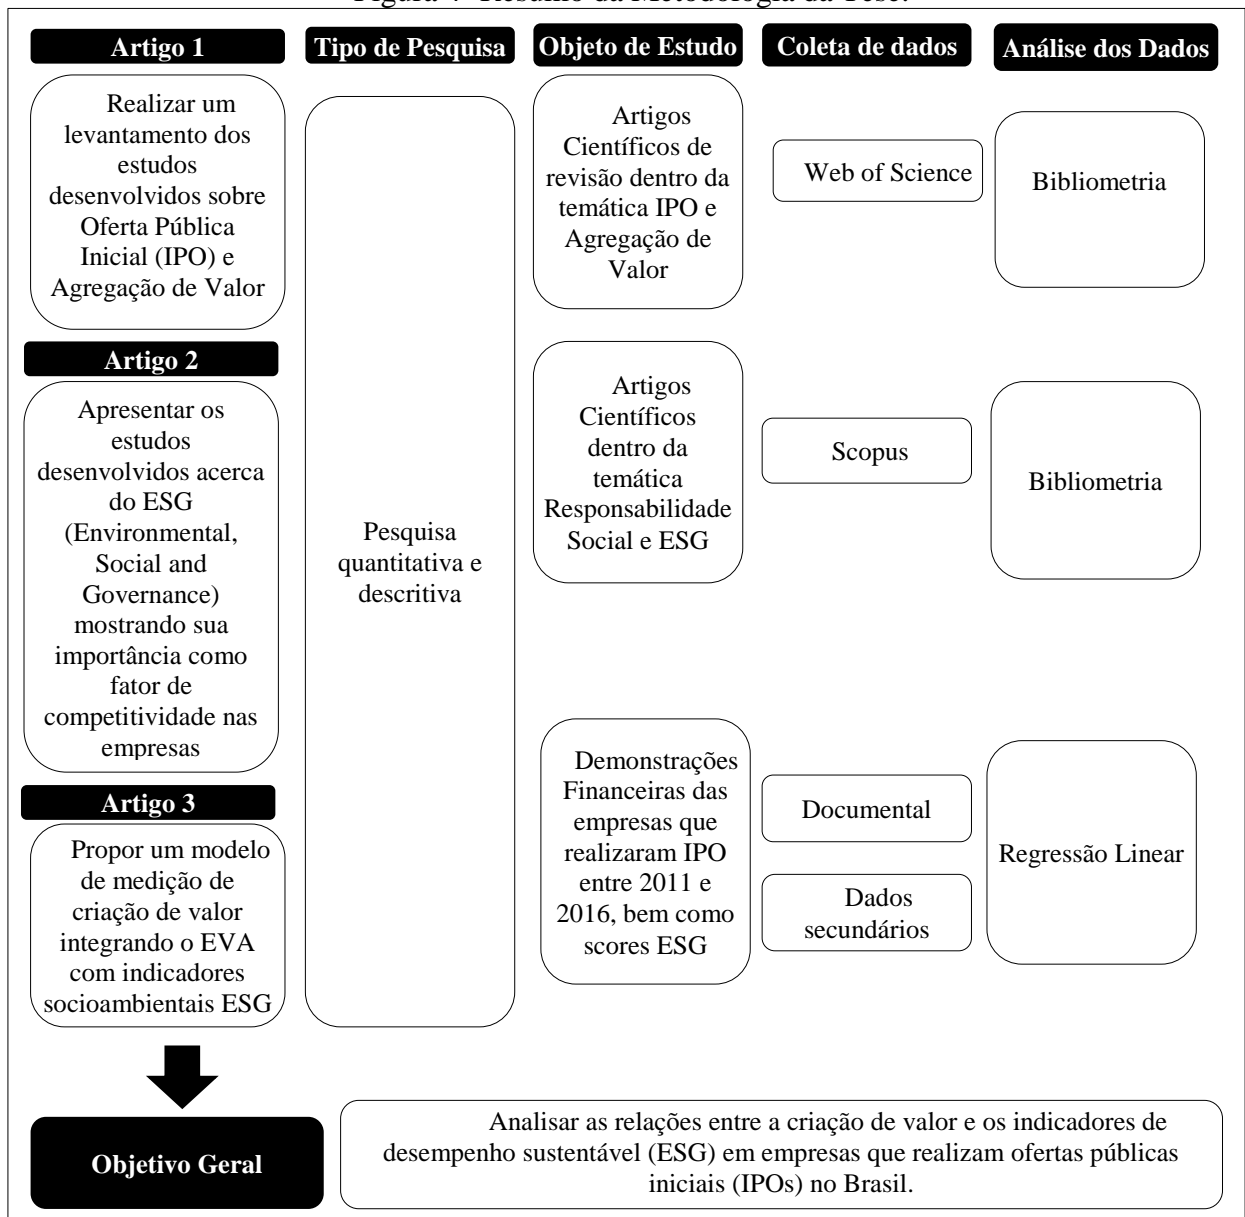 Figura 4- Resumo da Metodologia da Tese.
Artigo 1
Tipo de Pesquisa
Objeto de Estudo
Coleta de dados
Análise dos Dados
Realizar um
levantamento dos
estudos
desenvolvidos sobre
Oferta Pública
Inicial (IPO) e
Agregação de Valor
Artigos
Científicos de
revisão dentro da
temática IPO e
Agregação de
Valor
Web of Science
Bibliometria
Artigo 2
Apresentar os
estudos
desenvolvidos acerca
do ESG
(Environmental,
Social and
Governance)
mostrando sua
importância como
fator de
competitividade nas
empresas
Pesquisa
quantitativa e
descritiva
Artigos
Científicos
dentro da
temática
Responsabilidade
Social e ESG
Scopus
Bibliometria
Artigo 3
Propor um modelo
de medição de
criação de valor
integrando o EVA
com indicadores
socioambientais ESG
Demonstrações
Financeiras das
empresas que
realizaram IPO
entre 2011 e
2016, bem como
scores ESG
Documental
Dados
secundários
Regressão Linear
Objetivo Geral
Analisar as relações entre a criação de valor e os indicadores de
desempenho sustentável (ESG) em empresas que realizam ofertas públicas
iniciais (IPOs) no Brasil.